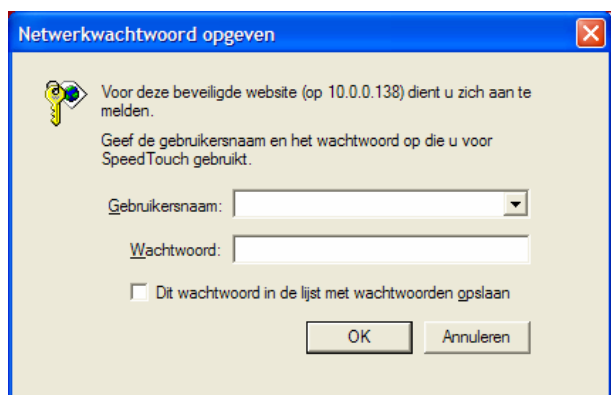 Netwerkwachtwoord opgeven
Voor deze beveiligde website (op 10.0.0.138) dient u zich aan te
melden.
Geef de gebruikersnaam en het wachtwoord op die u voor
SpeedTouch gebruikt.
Gebruikersnaam:
Wachtwoord:
Dit wachtwoord in de lijst met wachtwoorden opslaan
OK Annuleren